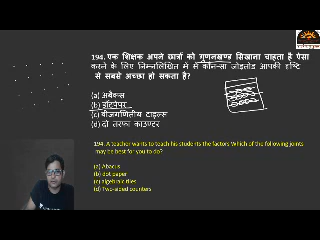 194. एक शिक्षक अपने छात्रों को गुणनखण्ड सिखाना चाहता है ऐसा
करने के लिए निम्नलिखित में से कौन-सा जोड़तोड़ आपकी दृष्टि
से सबसे अच्छा हो सकता है?
(a) अबेकस
(b) डॉटपेपर
(c) बीजगणितीय टाइल्स
(d) दो तरफा काउण्टर
194. A teacher wants to teach his students the factors Which of the following joints
may be best for you to do?
(a) Abacus
(b) dot paper
(c) algebraic tiles
(d) Two-sided counters